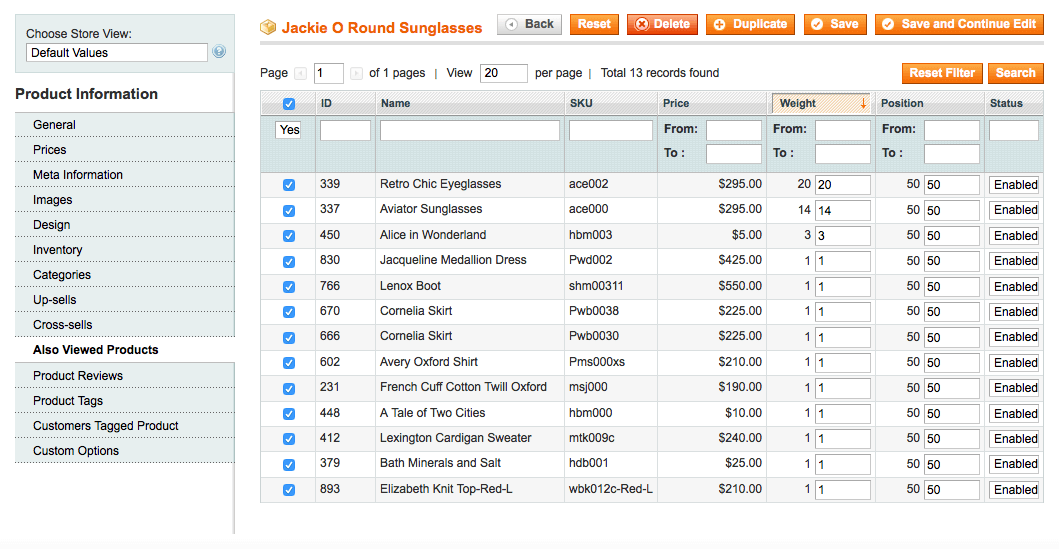 Choose Store View:
Default Values
Product Information
General
Prices
Meta Information
Images
Design
Inventory
Categories
Up-sells
Cross-sells
Also Viewed Products
Product Reviews
Product Tags
Customers Tagged Product
Custom Options
Jackie O Round Sunglasses Back Reset Delete Duplicate Save Save and Continue Edit
Page 1 of 1 pages | View 20 per page | Total 13 records found Reset Filter Search
ID Name SKU Price Weight Position Status
Yes From: From: From:
To : To : To :
339 Retro Chic Eyeglasses ace002 $295.00 20 20 50 50 Enabled
337 Aviator Sunglasses ace000 $295.00 14 14 50 50 Enabled
450 Alice in Wonderland hbm003 $5.00 3 3 50 50 Enabled
830 Jacqueline Medallion Dress Pwd002 $425.00 1 1 50 50 Enabled
766 Lenox Boot shm00311 $550.00 1 1 50 50 Enabled
670 Cornelia Skirt Pwb0038 $225.00 1 1 50 50 Enabled
666 Cornelia Skirt Pwb0030 $225.00 1 1 50 50 Enabled
602 Avery Oxford Shirt Pms000xs $210.00 1 1 50 50 Enabled
231 French Cuff Cotton Twill Oxford msj000 $190.00 1 1 50 50 Enabled
448 A Tale of Two Cities hbm000 $10.00 1 1 50 50 Enabled
412 Lexington Cardigan Sweater mtk009c $240.00 1 1 50 50 Enabled
379 Bath Minerals and Salt hdb001 $25.00 1 1 50 50 Enabled
893 Elizabeth Knit Top-Red-L wbk012c-Red-L $210.00 1 1 50 50 Enabled